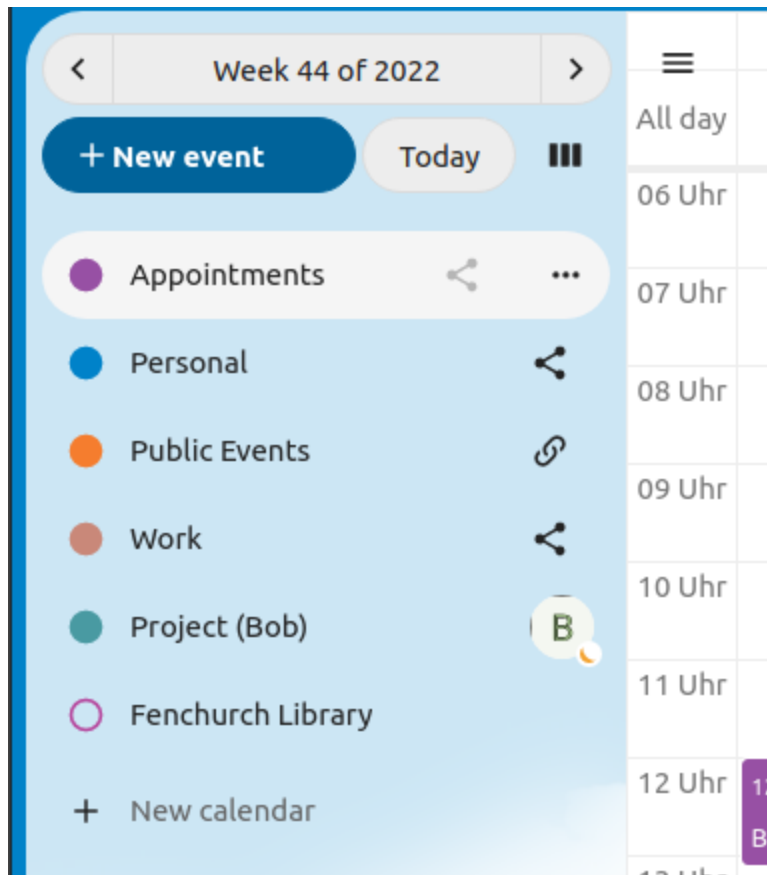 Week 44 of 2022
+ New event
Today
Appointments
Personal
Public Events
Work
Project (Bob)
B
Fenchurch Library
+ New calendar
All day
06 Uhr
07 Uhr
08 Uhr
09 Uhr
10 Uhr
11 Uhr
12 Uhr
12
B